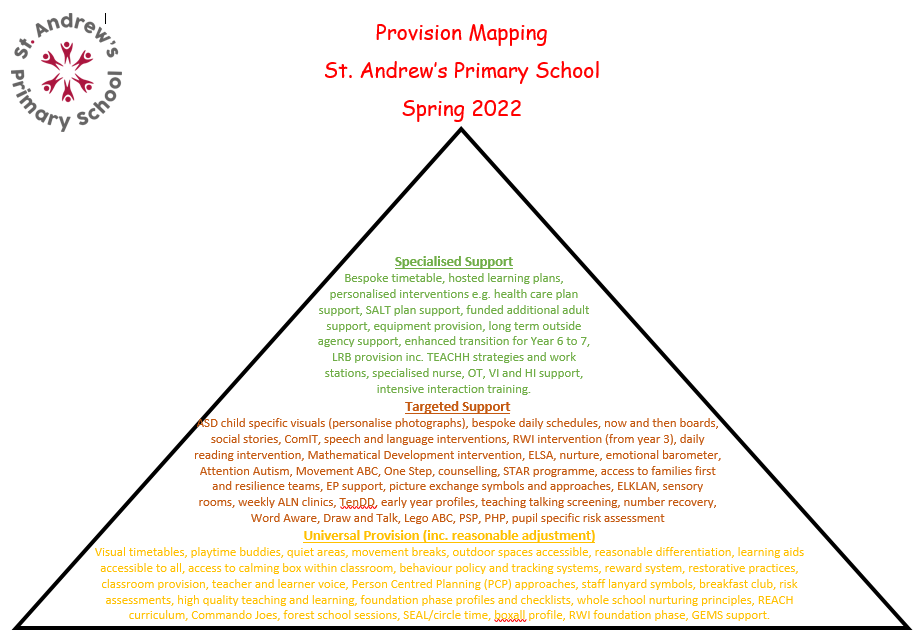 St. Andrew's
Primary School
Provision Mapping
St. Andrew's Primary School
Spring 2022
Specialised Support
Bespoke timetable, hosted learning plans,
personalised interventions e.g. health care plan
support, SALT plan support, funded additional adult
support, equipment provision, long term outside
agency support, enhanced transition for Year 6 to 7,
LRB provision inc. TEACHH strategies and work
stations, specialised nurse, OT, VI and HI support,
intensive interaction training.
Targeted Support
ASD child specific visuals (personalise photographs), bespoke daily schedules, now and then boards,
social stories, ComIT, speech and language interventions, RWI intervention (from year 3), daily
reading intervention, Mathematical Development intervention, ELSA, nurture, emotional barometer,
Attention Autism, Movement ABC, One Step, counselling, STAR programme, access to families first
and resilience teams, EP support, picture exchange symbols and approaches, ELKLAN, sensory
rooms, weekly ALN clinics, TenDD, early year profiles, teaching talking screening, number recovery,
Word Aware, Draw and Talk, Lego ABC, PSP, PHP, pupil specific risk assessment
Universal Provision (inc. reasonable adjustment)
Visual timetables, playtime buddies, quiet areas, movement breaks, outdoor spaces accessible, reasonable differentiation, learning aids
accessible to all, access to calming box within classroom, behaviour policy and tracking systems, reward system, restorative practices,
classroom provision, teacher and learner voice, Person Centred Planning (PCP) approaches, staff lanyard symbols, breakfast club, risk
assessments, high quality teaching and learning, foundation phase profiles and checklists, whole school nurturing principles, REACH
curriculum, Commando Joes, forest school sessions, SEAL/circle time, boxall profile, RWI foundation phase, GEMS support.